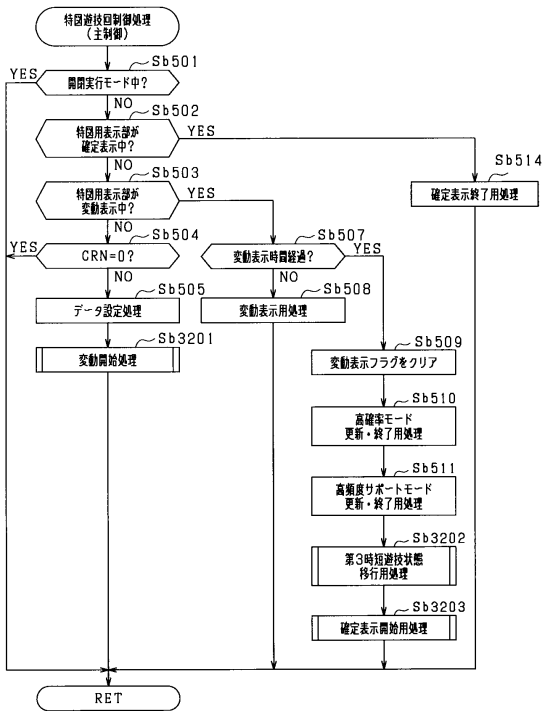 特図遊技回制御処理
(主制御)
Sb501
YES
開閉実行モード中?
NO
Sb502
特図用表示部が
確定表示中?
YES
NO
Sb503
Sb514
確定表示終了用処理
特図用表示部が
変動表示中?
YES
NO
Sb504
YES
CRN=0?
NO
Sb507
変動表示時間経過?
YES
NO
Sb505
データ設定処理
Sb508
変動表示用処理
Sb3201
変動開始処理
Sb509
変動表示フラグをクリア
Sb510
高確率モード
更新・終了用処理
Sb511
高頻度サポートモード
更新・終了用処理
Sb3202
第3時短遊技状態
移行用処理
Sb3203
確定表示開始用処理
RET